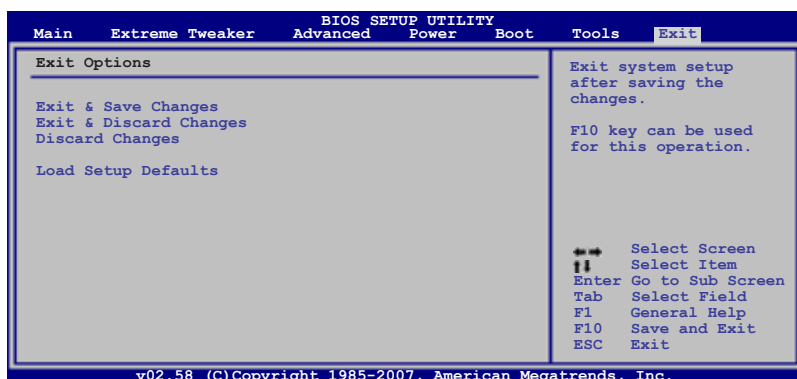 BIOS SETUP UTILITY
Main Extreme Tweaker Advanced Power Boot Tools Exit
Exit Options
Exit & Save Changes
Exit & Discard Changes
Discard Changes
Load Setup Defaults
Exit system setup
after saving the
changes.
F10 key can be used
for this operation.
Select Screen
Select Item
Enter Go to Sub Screen
Tab Select Field
F1 General Help
F10 Save and Exit
ESC Exit
v02.58 (C)Copyright 1985-2007, American Megatrends, Inc.